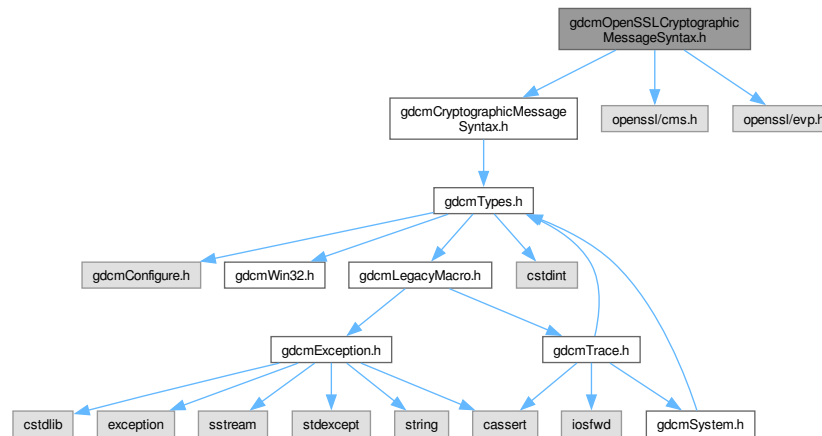 gdcmOpenSSLCryptographic
MessageSyntax.h
gdcmCryptographicMessage
Syntax.h
openssl/cms.h
openssl/evp.h
gdcmTypes.h
gdcmConfigure.h
gdcmWin32.h
gdcmLegacyMacro.h
cstdint
gdcmException.h
gdcmTrace.h
cstdlib
exception
sstream
stdexcept
string
cassert
iosfwd
gdcmSystem.h